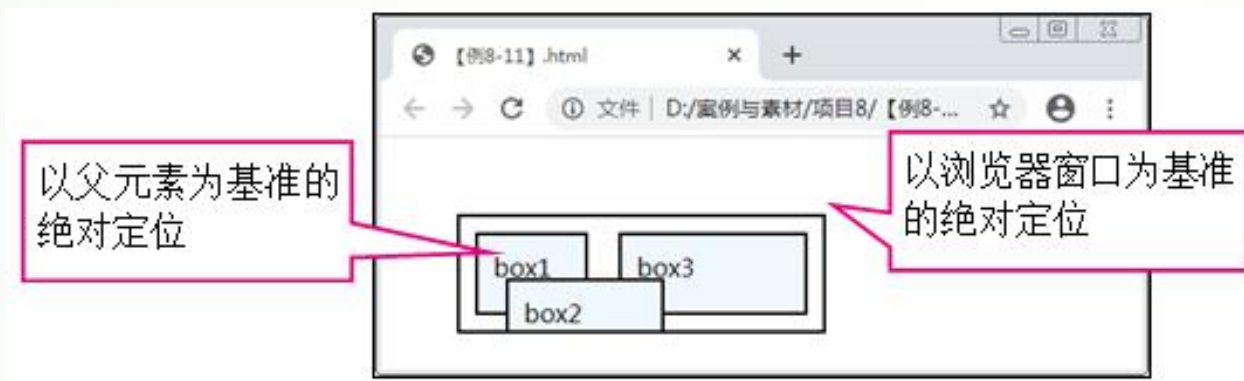 【例8-11】.html
文件 | D:/案例与素材/项目8/【例8-...
以父元素为基准的
绝对定位
以浏览器窗口为基准
的绝对定位
box1
box3
box2